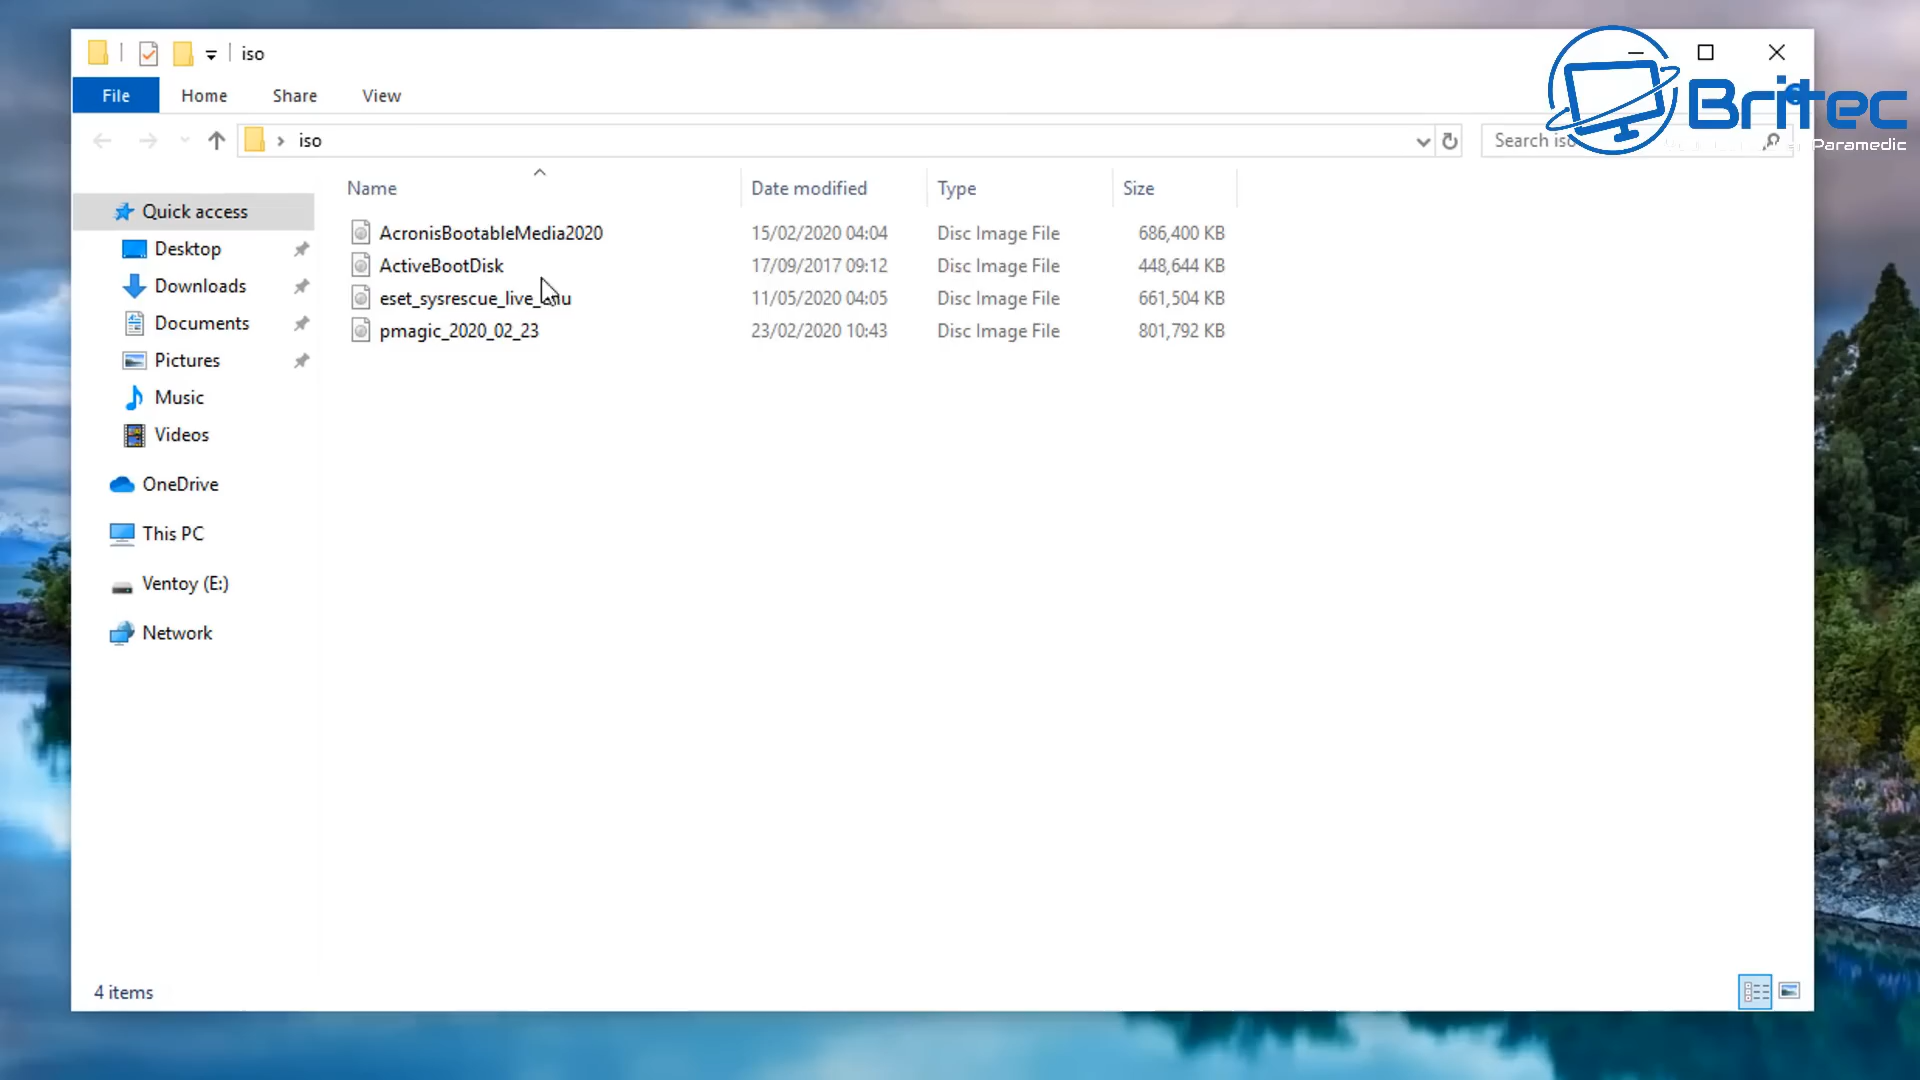 iso
File Home Share View
Britec
Paramedic
iso
Search iso
Name Date modified Type Size
Quick access
Desktop
Downloads
Documents
Pictures
Music
Videos
OneDrive
This PC
Ventoy (E:)
Network
AcronisBootableMedia2020 15/02/2020 04:04 Disc Image File 686,400 KB
ActiveBootDisk 17/09/2017 09:12 Disc Image File 448,644 KB
eset_sysrescue_live_enu 11/05/2020 04:05 Disc Image File 661,504 KB
pmagic_2020_02_23 23/02/2020 10:43 Disc Image File 801,792 KB
4 items